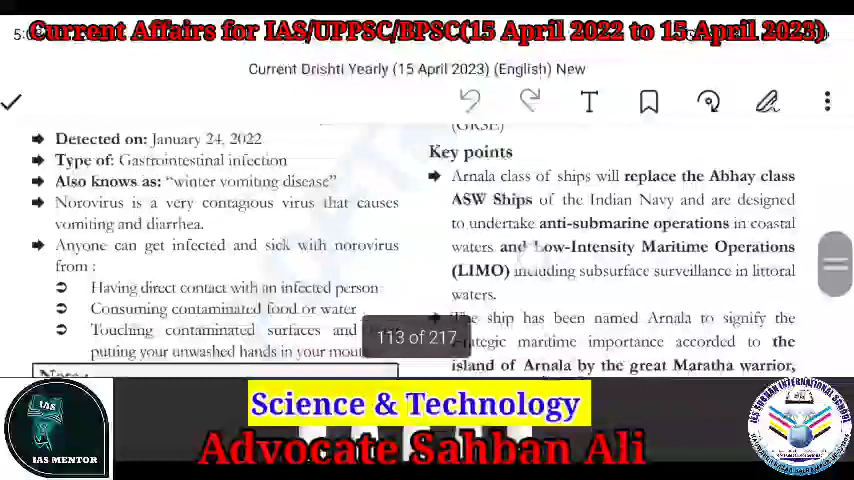 Current Affairs for IAS/UPPSC/BPSC(15 April 2022 to 15 April 2023)
Current Drishti Yearly (15 April 2023) (English) New
Detected on: January 24, 2022
Type of: Gastrointestinal infection
Also knows as: “winter vomiting disease”
Norovirus is a very contagious virus that causes
vomiting and diarrhea.
Anyone can get infected and sick with norovirus
from :
Having direct contact with an infected person
Consuming contaminated food or water
Touching contaminated surfaces and
putting your unwashed hands in your mouth
(GRSE)
Key points
Arnala class of ships will replace the Abhay class
ASW Ships of the Indian Navy and are designed
to undertake anti-submarine operations in coastal
waters and Low-Intensity Maritime Operations
(LIMO) including subsurface surveillance in littoral
waters.
The ship has been named Arnala to signify the
strategic maritime importance accorded to the
island of Arnala by the great Maratha warrior,
113 of 217
Science & Technology
Advocate Sahban Ali
IAS
IAS MENTOR